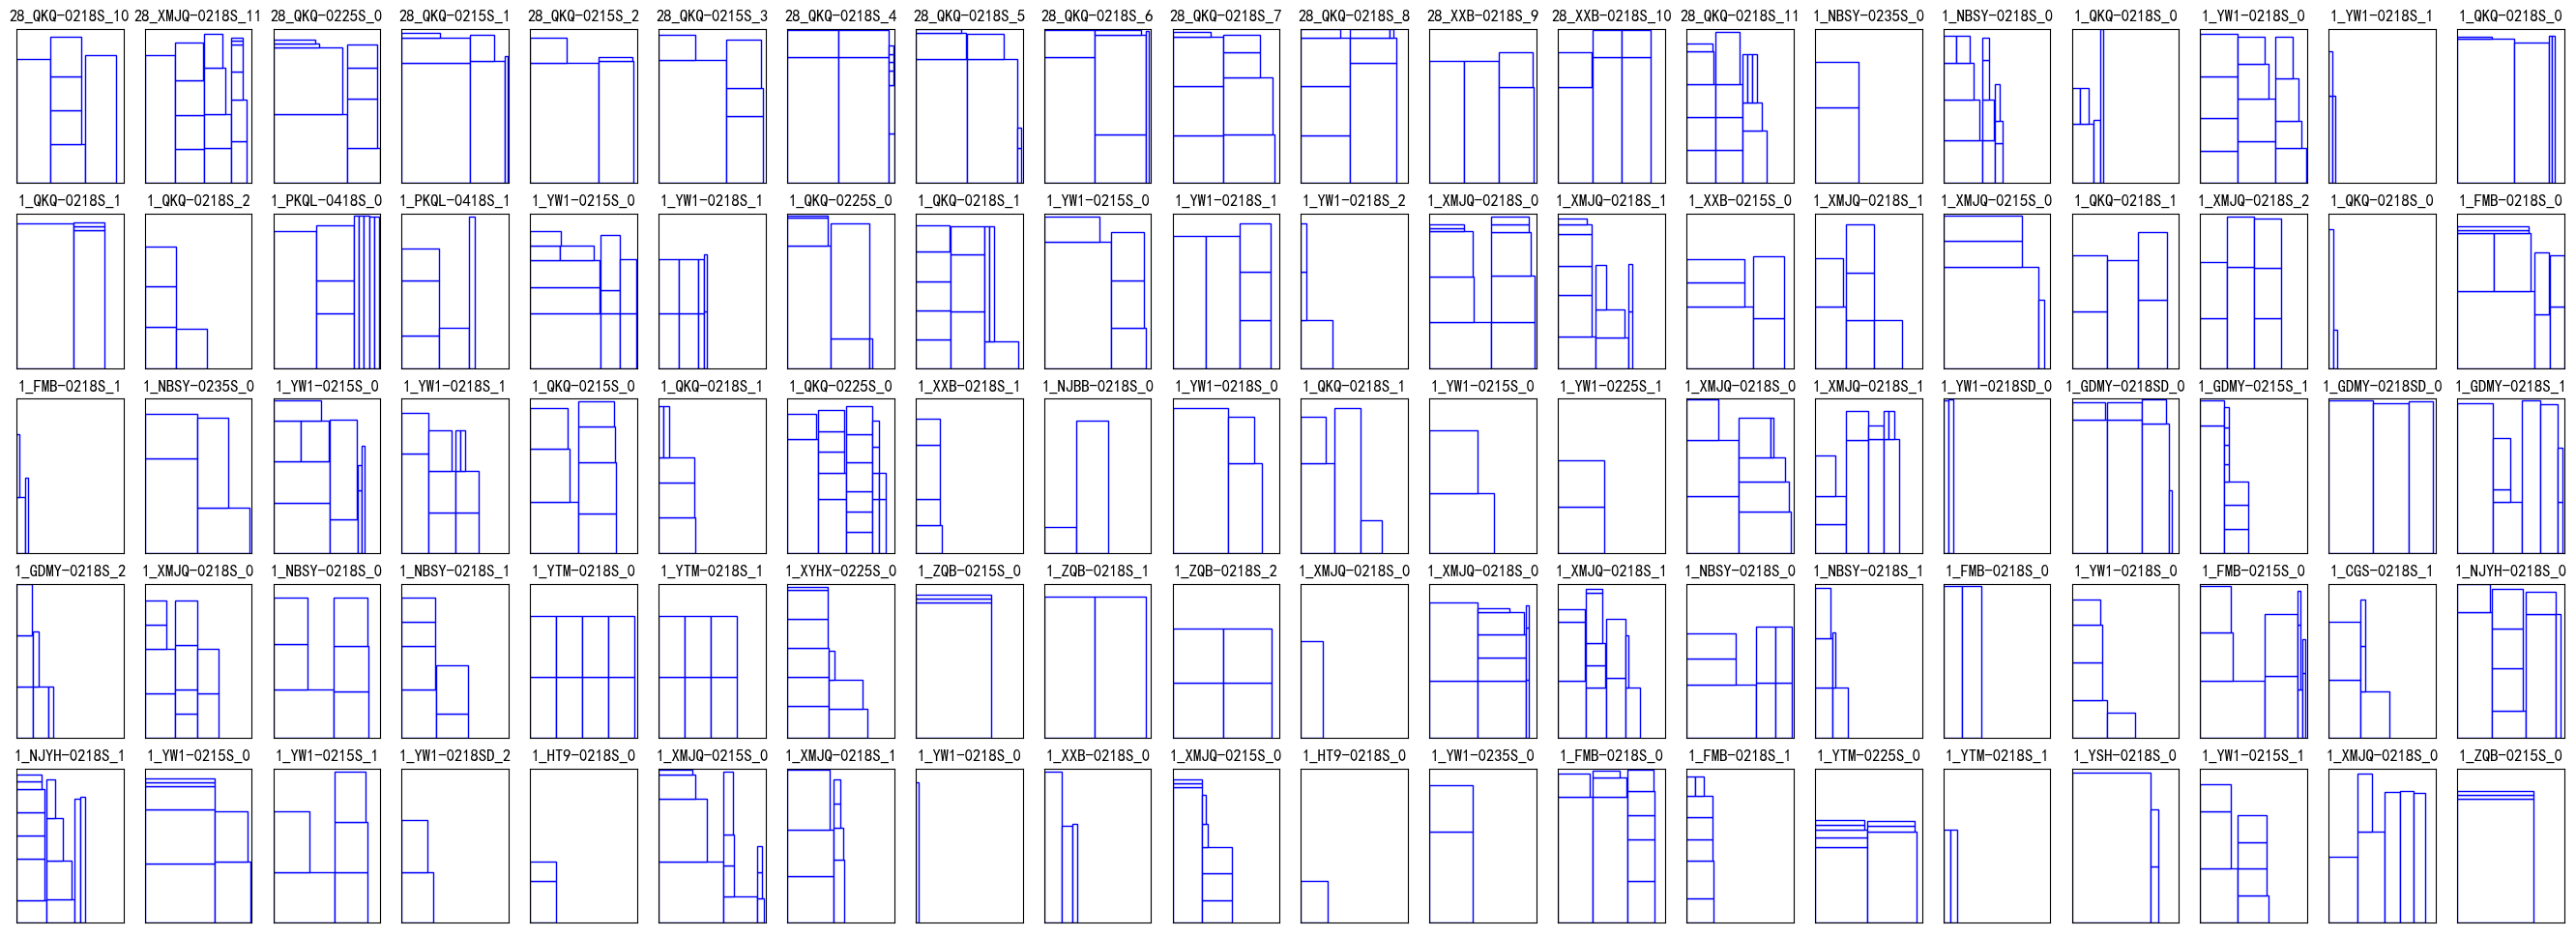 28_QKQ-0218S_10 28_XMJQ-0218S_11 28_QKQ-0225S_0 28_QKQ-0215S_1 28_QKQ-0215S_2 28_QKQ-0215S_3 28_QKQ-0218S_4 28_QKQ-0218S_5 28_QKQ-0218S_6 28_QKQ-0218S_7 28_QKQ-0218S_8 28_XXB-0218S_9 28_XXB-0218S_10 28_QKQ-0218S_11 1_NBSY-0235S_0 1_NBSY-0218S_0 1_QKQ-0218S_0 1_YW1-0218S_0 1_YW1-0218S_1 1_QKQ-0218S_0
1_QKQ-0218S_1 1_QKQ-0218S_2 1_PKQL-0418S_0 1_PKQL-0418S_1 1_YW1-0215S_0 1_YW1-0218S_1 1_QKQ-0225S_0 1_QKQ-0218S_1 1_YW1-0215S_0 1_YW1-0218S_1 1_YW1-0218S_2 1_XMJQ-0218S_0 1_XMJQ-0218S_1 1_XXB-0215S_0 1_XMJQ-0218S_1 1_XMJQ-0215S_0 1_QKQ-0218S_1 1_XMJQ-0218S_2 1_QKQ-0218S_0 1_FMB-0218S_0
1_FMB-0218S_1 1_NBSY-0235S_0 1_YW1-0215S_0 1_YW1-0218S_1 1_QKQ-0215S_0 1_QKQ-0218S_1 1_QKQ-0225S_0 1_XXB-0218S_1 1_NJBB-0218S_0 1_YW1-0218S_0 1_QKQ-0218S_1 1_YW1-0215S_0 1_YW1-0225S_1 1_XMJQ-0218S_0 1_XMJQ-0218S_1 1_YW1-0218SD_0 1_GDMY-0218SD_0 1_GDMY-0215S_1 1_GDMY-0218SD_0 1_GDMY-0218S_1
1_GDMY-0218S_2 1_XMJQ-0218S_0 1_NBSY-0218S_0 1_NBSY-0218S_1 1_YTM-0218S_0 1_YTM-0218S_1 1_XYHX-0225S_0 1_ZQB-0215S_0 1_ZQB-0218S_1 1_ZQB-0218S_2 1_XMJQ-0218S_0 1_XMJQ-0218S_0 1_XMJQ-0218S_1 1_NBSY-0218S_0 1_NBSY-0218S_1 1_FMB-0218S_0 1_YW1-0218S_0 1_FMB-0215S_0 1_CGS-0218S_1 1_NJYH-0218S_0
1_NJYH-0218S_1 1_YW1-0215S_0 1_YW1-0215S_1 1_YW1-0218SD_2 1_HT9-0218S_0 1_XMJQ-0215S_0 1_XMJQ-0218S_1 1_YW1-0218S_0 1_XXB-0218S_0 1_XMJQ-0215S_0 1_HT9-0218S_0 1_YW1-0235S_0 1_FMB-0218S_0 1_FMB-0218S_1 1_YTM-0225S_0 1_YTM-0218S_1 1_YSH-0218S_0 1_YW1-0215S_1 1_XMJQ-0218S_0 1_ZQB-0215S_0